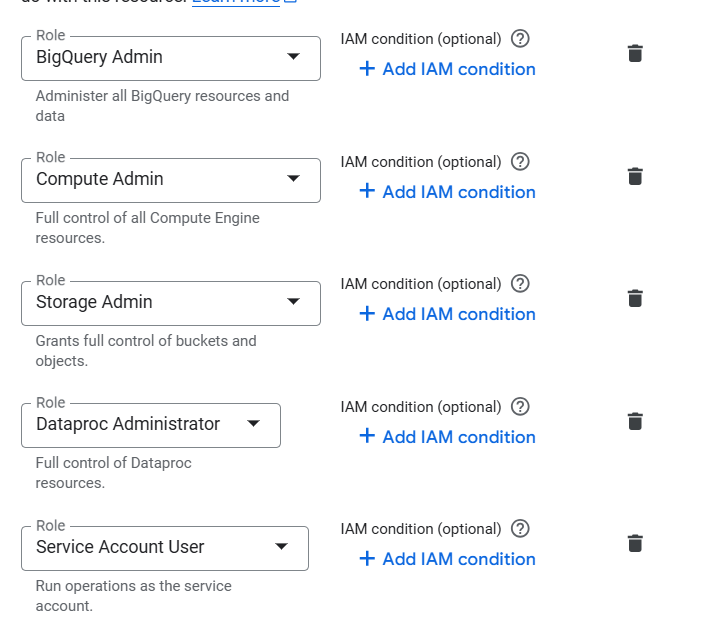 do with this resource. Learn more
Role
BigQuery Admin
IAM condition (optional)
+ Add IAM condition
Administer all BigQuery resources and
data
Role
Compute Admin
IAM condition (optional)
+ Add IAM condition
Full control of all Compute Engine
resources.
Role
Storage Admin
IAM condition (optional)
+ Add IAM condition
Grants full control of buckets and
objects.
Role
Dataproc Administrator
IAM condition (optional)
+ Add IAM condition
Full control of Dataproc
resources.
Role
Service Account User
IAM condition (optional)
+ Add IAM condition
Run operations as the service
account.